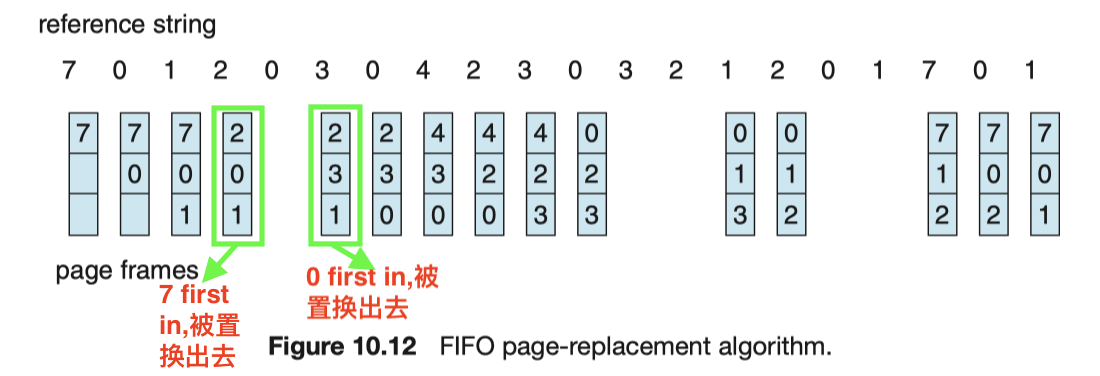 reference string
7 0 1 2 0 3 0 4 2 3 0 3 2 1 2 0 1 7 0 1
7 7 7 2 2 2 4 4 4 0 0 0 7 7 7
0 0 0 3 3 3 2 2 2 1 1 1 0 0
1 1 1 0 0 0 3 3 3 2 2 2 1
page frames
7 first
in,被置
换出去
0 first in,被
置换出去
Figure 10.12 FIFO page-replacement algorithm.